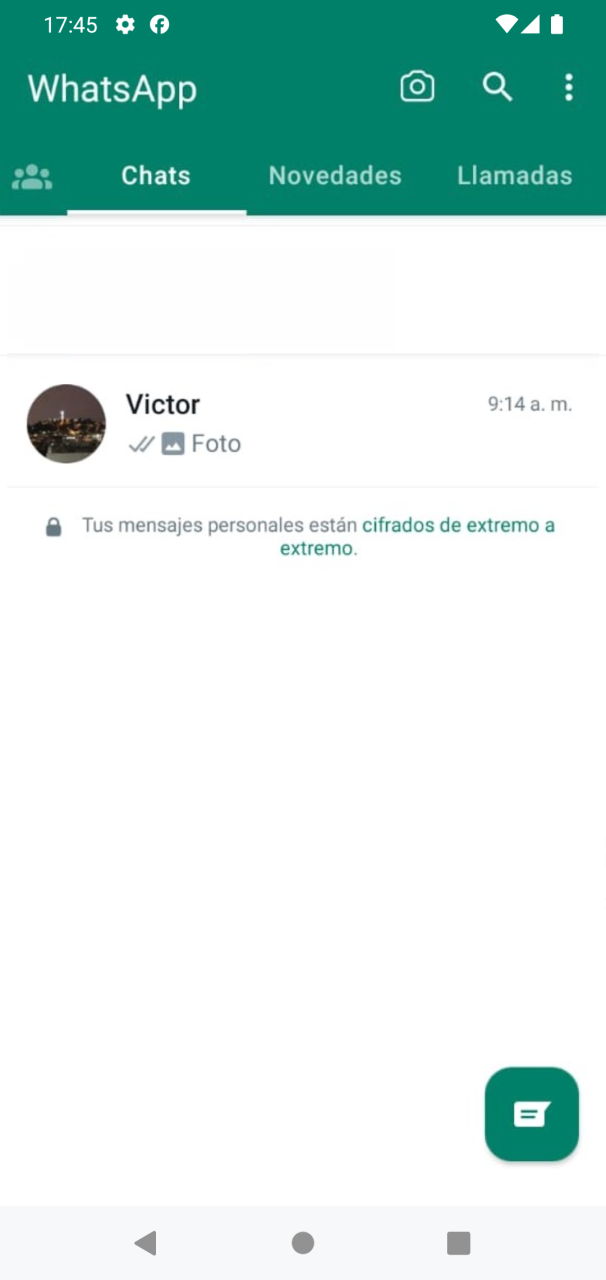 17:45
WhatsApp
Chats Novedades Llamadas
Victor 9:14 a. m.
Foto
Tus mensajes personales están cifrados de extremo a
extremo.